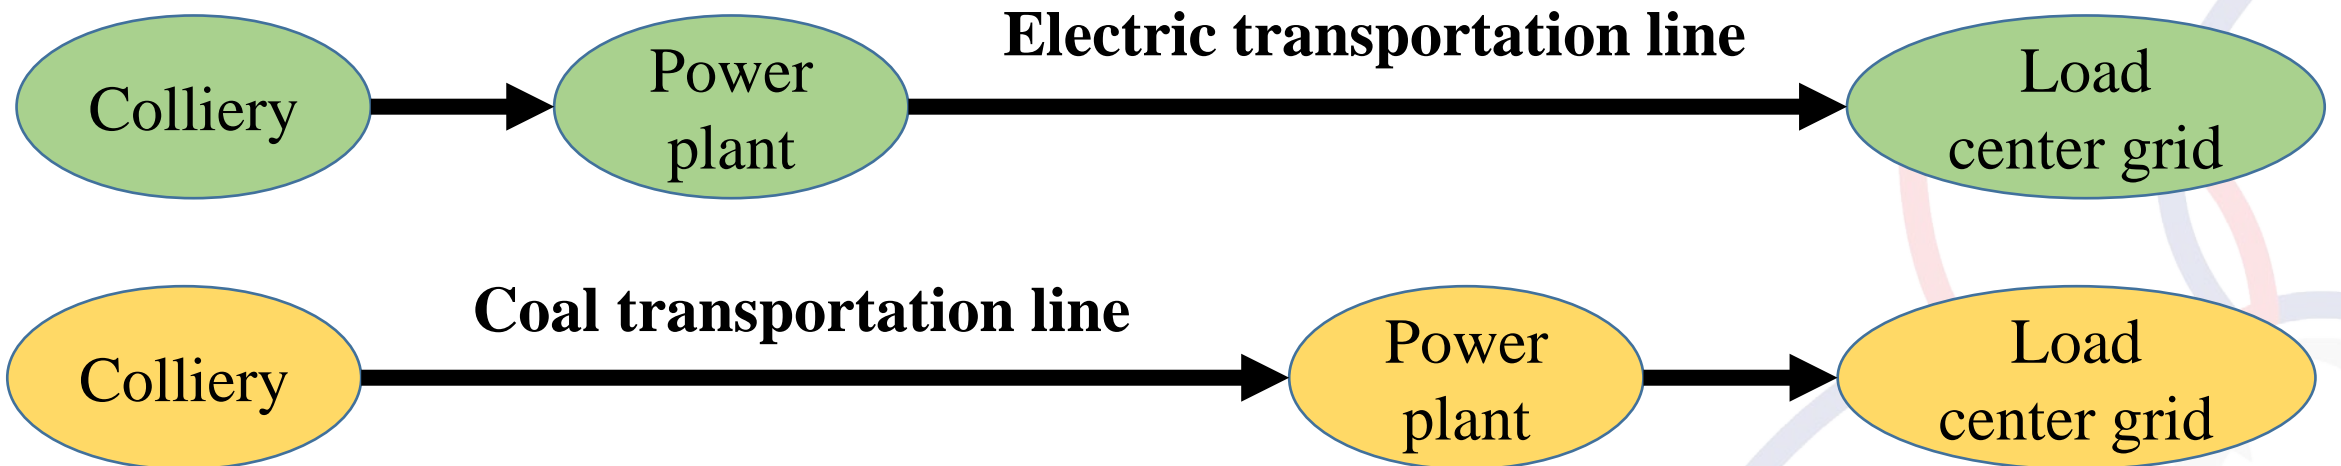 Electric transportation line
Colliery
Power
plant
Load
center grid
Coal transportation line
Colliery
Power
plant
Load
center grid